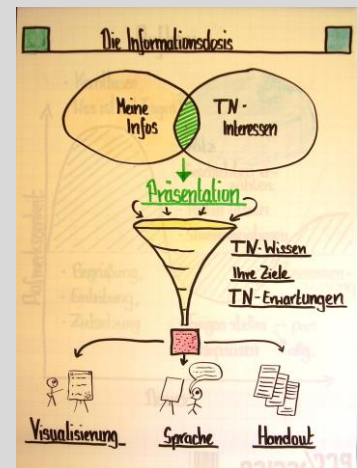 Die Informationsdosis
Meine
Infos
TN-
Interessen
Präsentation
TN-Wissen
Ihre Ziele
TN-Erwartungen
Visualisierung
Sprache
Handout